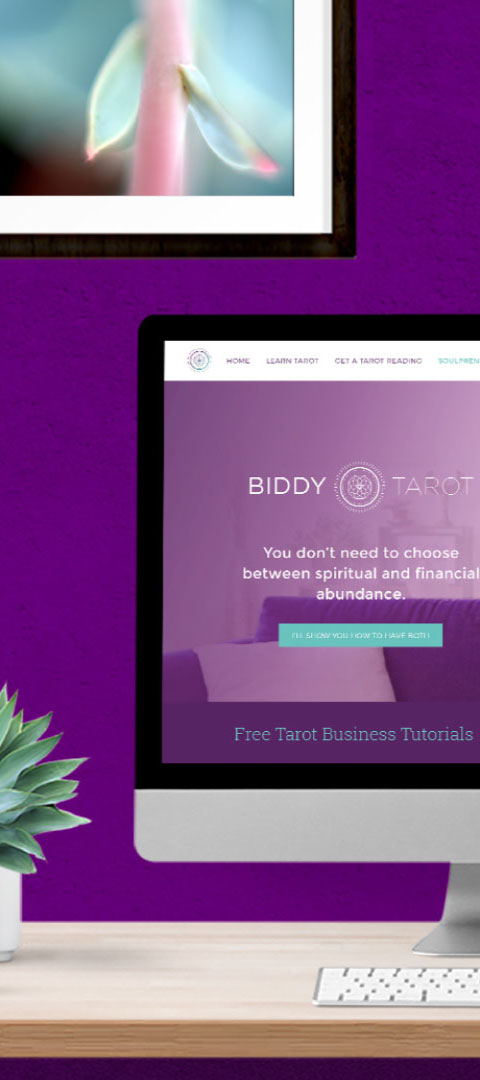 HOME LEARN TAROT GET A TAROT READING SOULPREN
BIDDY TAROT
You don't need to choose
between spiritual and financial
abundance.
I'LL SHOW YOU HOW TO HAVE BOTH
Free Tarot Business Tutorials